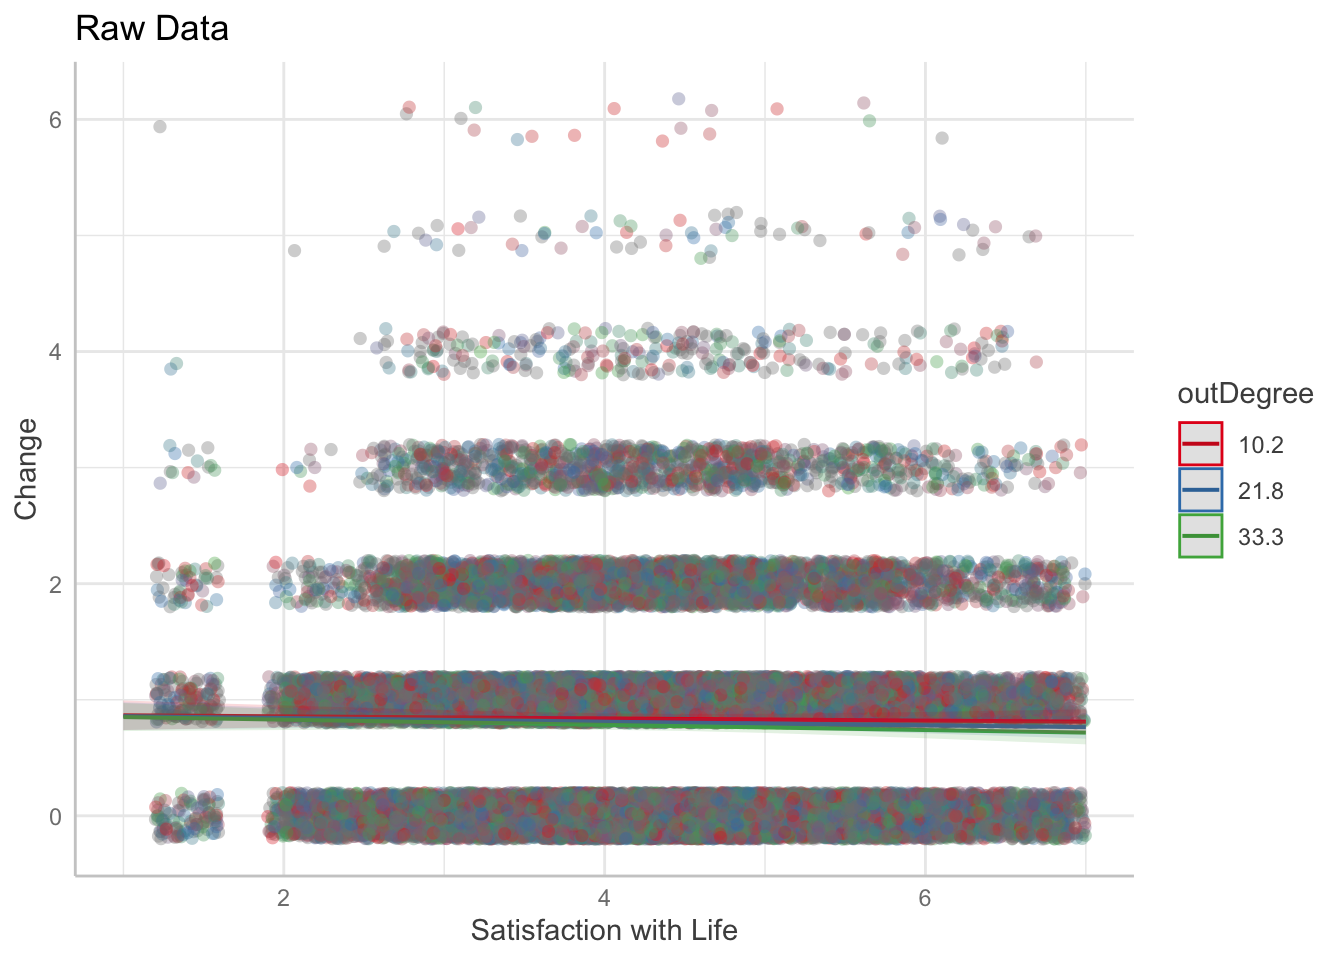 Raw Data
6
4
2
0
Change
2
4
6
Satisfaction with Life
outDegree
10.2
21.8
33.3